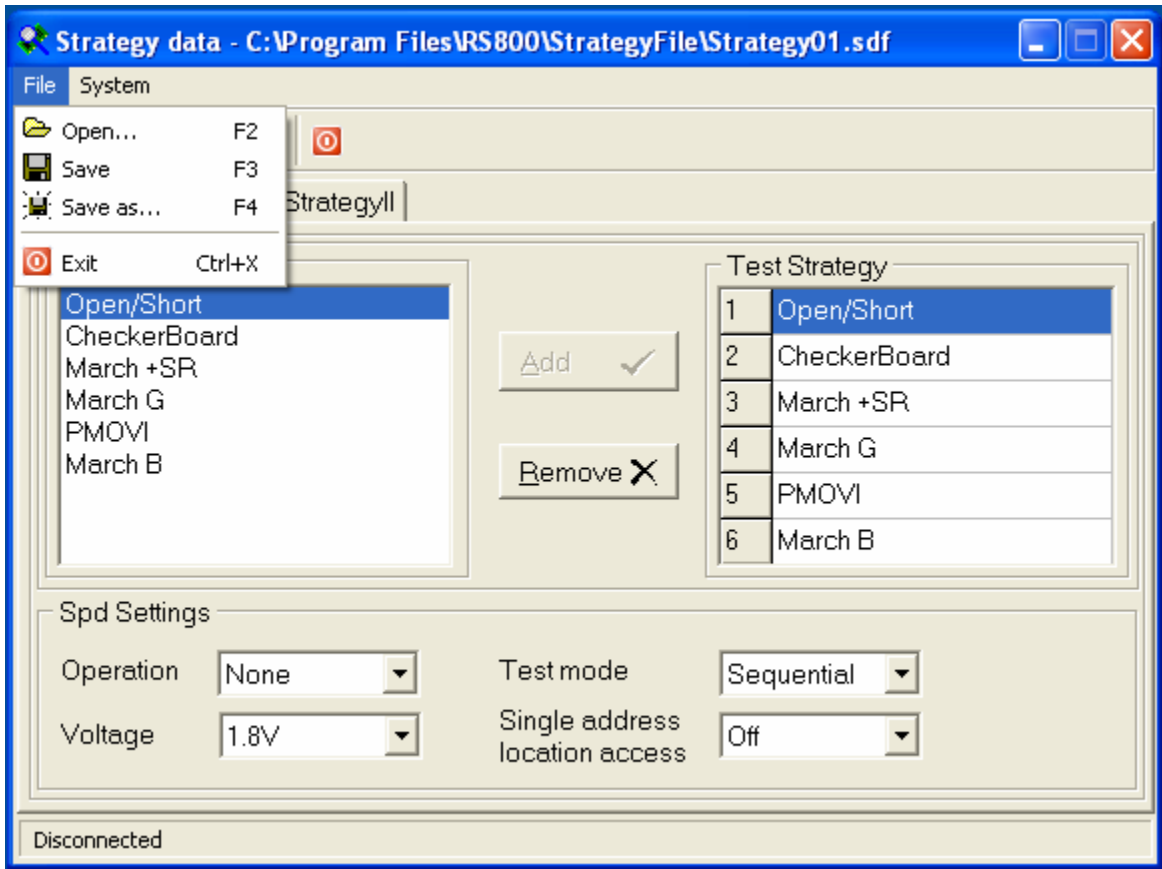 Strategy data - C:\Program Files\RS800\StrategyFile\Strategy01.sdf
File System
Open... F2
Save F3
Save as... F4
Exit Ctrl+X
StrategyII
Open/Short
CheckerBoard
March +SR
March G
PMOVI
March B
Add
Remove
Test Strategy
1 Open/Short
2 CheckerBoard
3 March +SR
4 March G
5 PMOVI
6 March B
Spd Settings
Operation None
Test mode Sequential
Voltage 1.8V
Single address
location access
Off
Disconnected